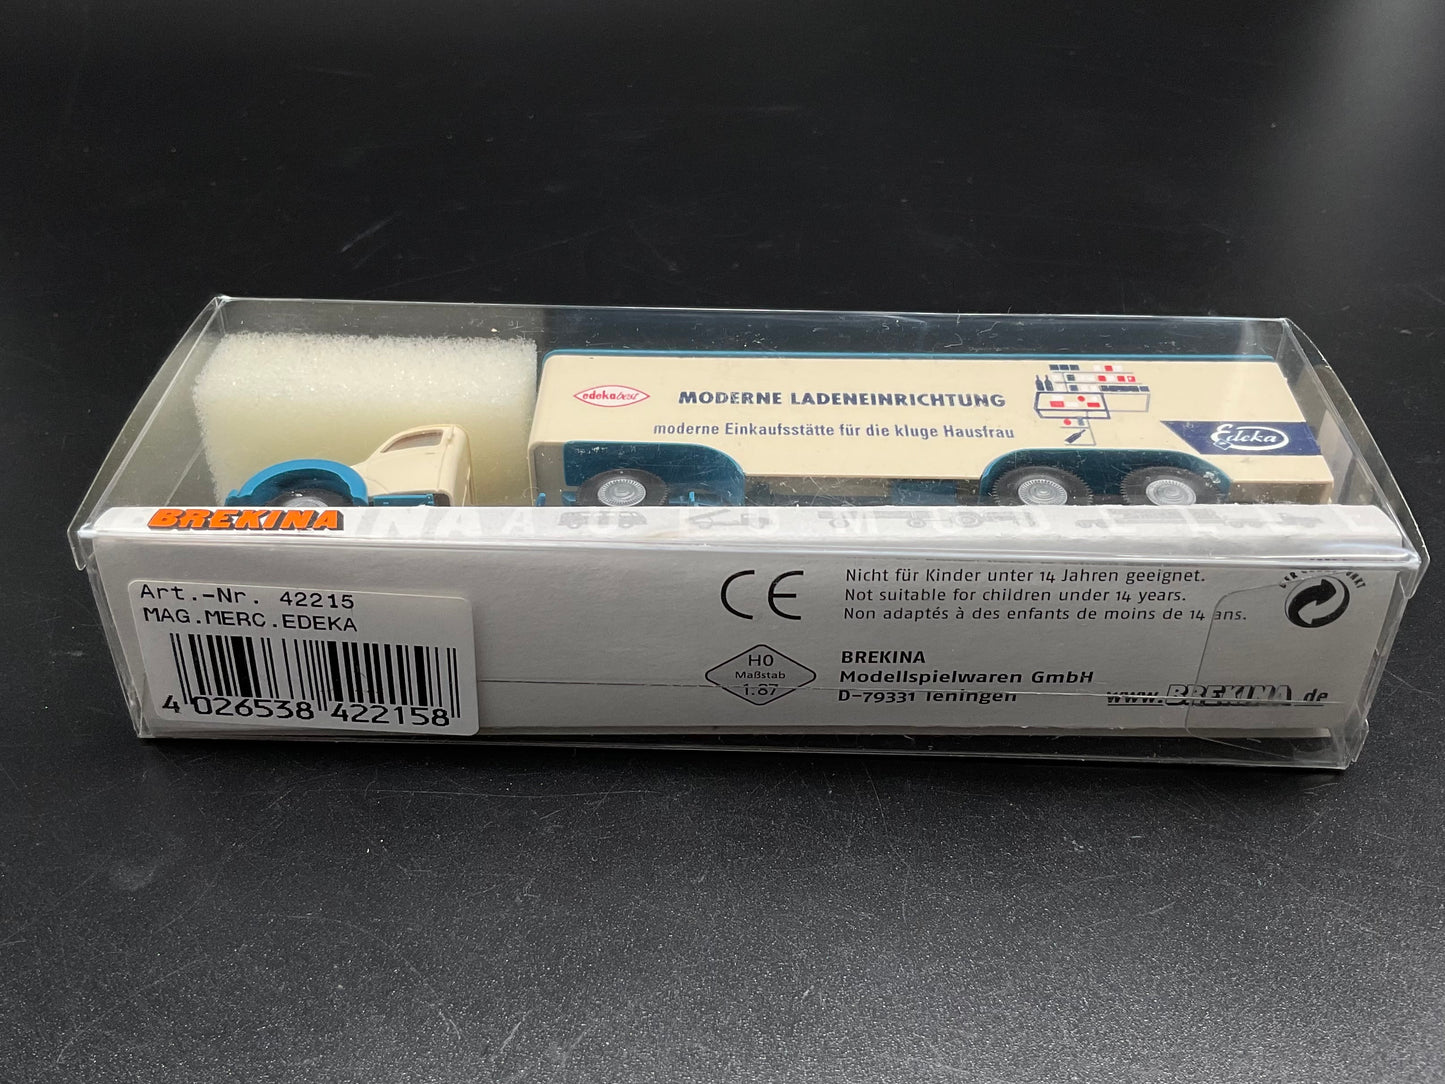 edekabest
MODERNE LADENEINRICHTUNG
moderne Einkaufsstätte für die kluge Hausfrau
Edeka
BREKINA
Art.-Nr. 42215
MAG.MERC.EDEKA
4 026538 422158
CE
Nicht für Kinder unter 14 Jahren geeignet.
Not suitable for children under 14 years.
Non adaptés à des enfants de moins de 14 ans.
H0
Maßstab
1:87
BREKINA
Modellspielwaren GmbH
D-79331 Teningen
www.BREKINA.de